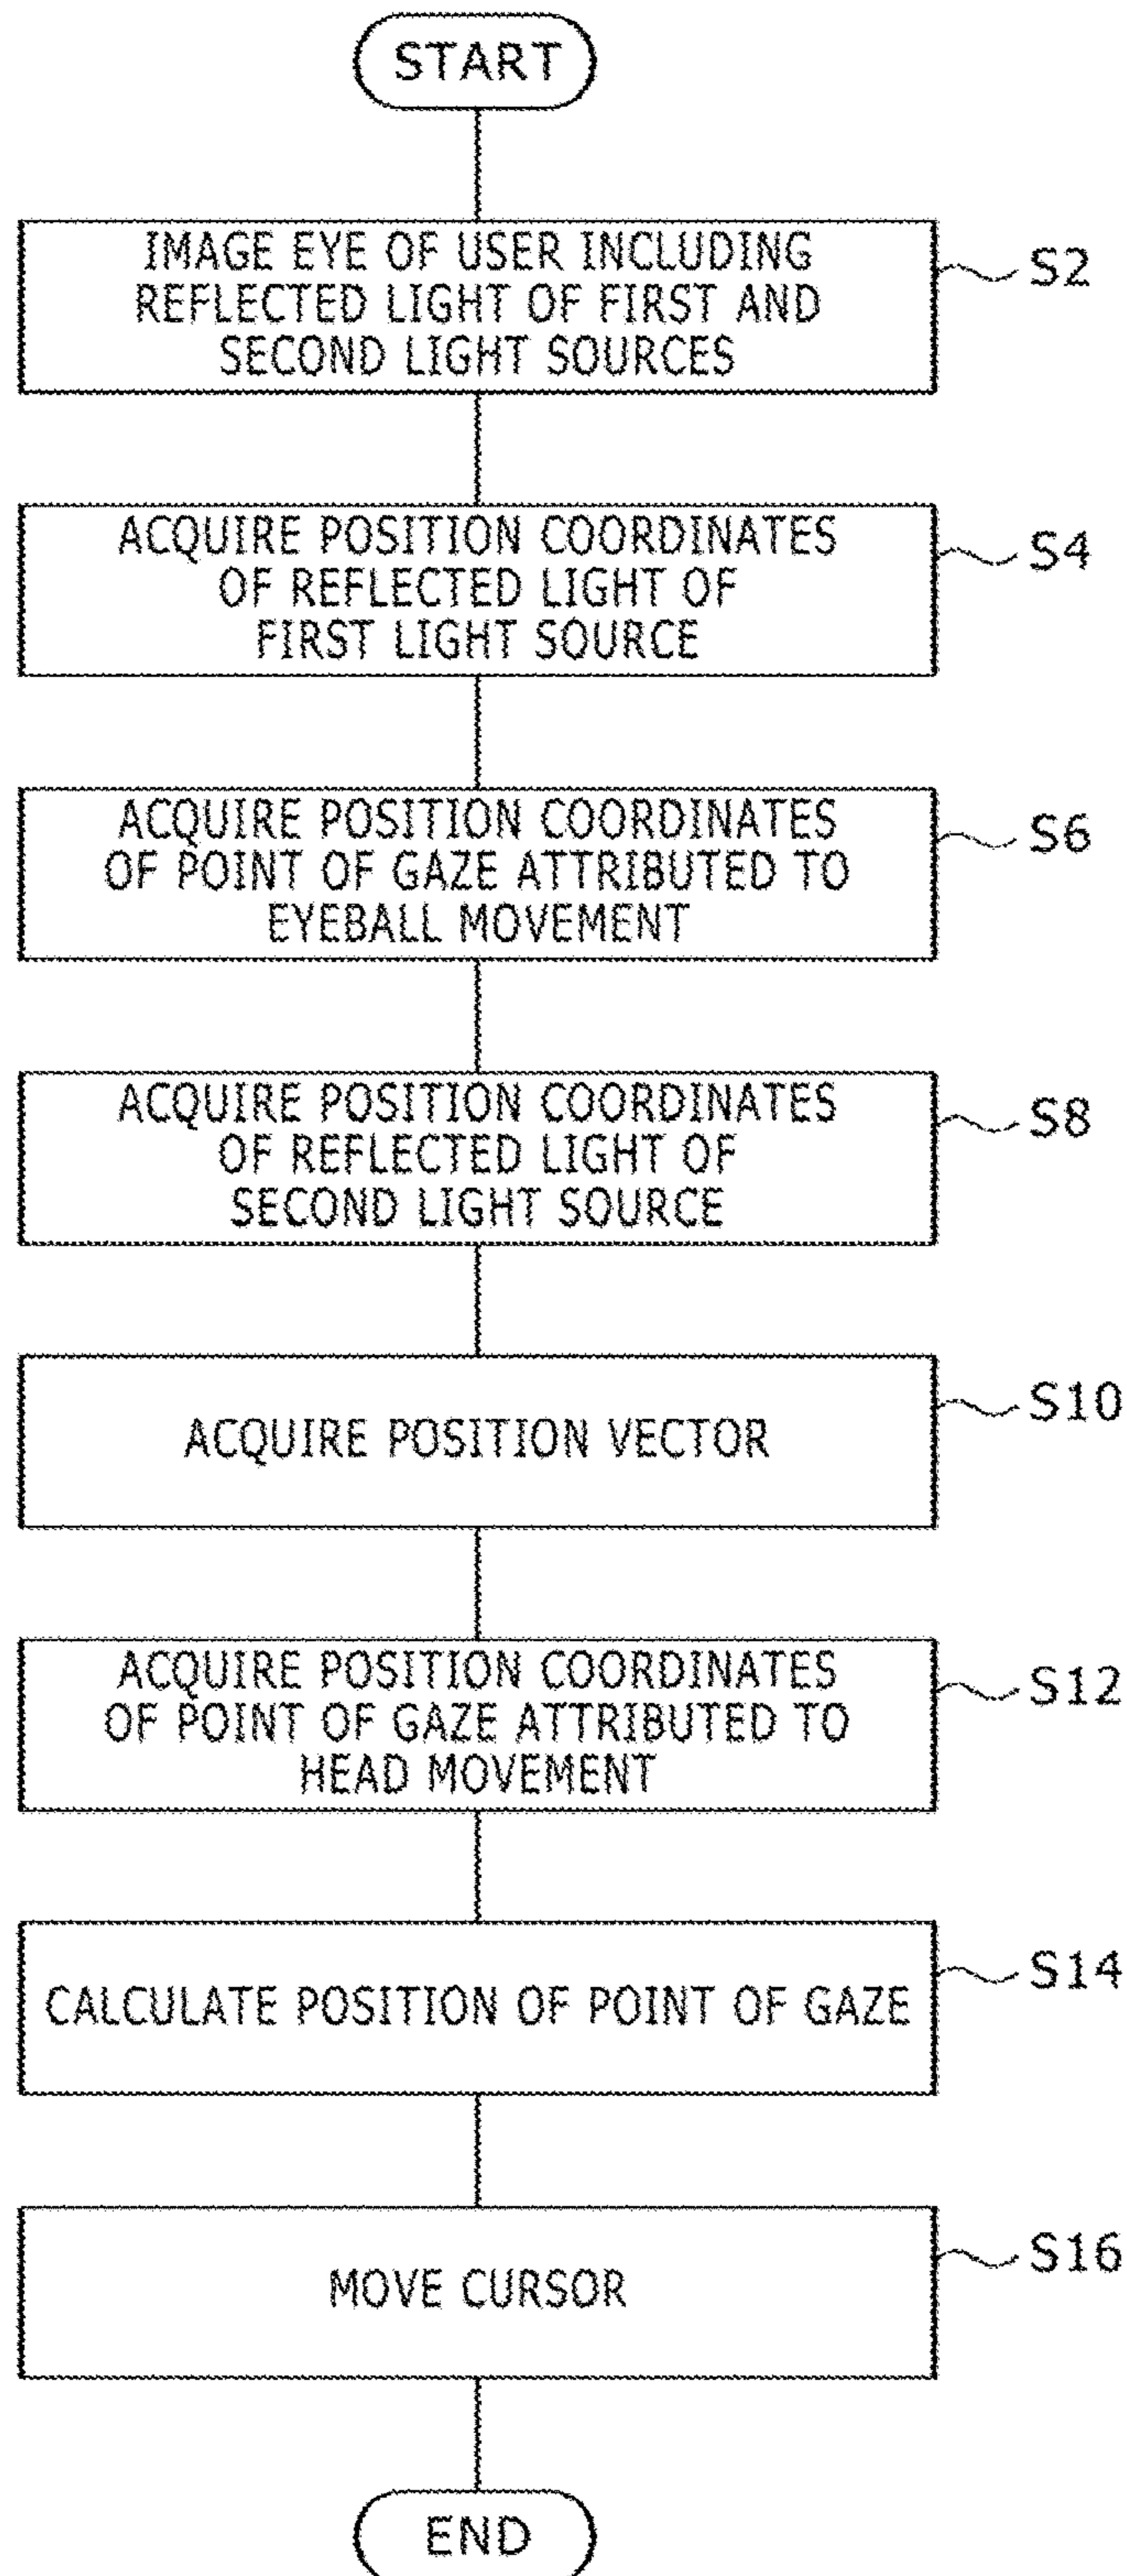 START
IMAGE EYE OF USER INCLUDING
REFLECTED LIGHT OF FIRST AND
SECOND LIGHT SOURCES
S2
ACQUIRE POSITION COORDINATES
OF REFLECTED LIGHT OF
FIRST LIGHT SOURCE
S4
ACQUIRE POSITION COORDINATES
OF POINT OF GAZE ATTRIBUTED TO
EYEBALL MOVEMENT
S6
ACQUIRE POSITION COORDINATES
OF REFLECTED LIGHT OF
SECOND LIGHT SOURCE
S8
ACQUIRE POSITION VECTOR
S10
ACQUIRE POSITION COORDINATES
OF POINT OF GAZE ATTRIBUTED TO
HEAD MOVEMENT
S12
CALCULATE POSITION OF POINT OF GAZE
S14
MOVE CURSOR
S16
END